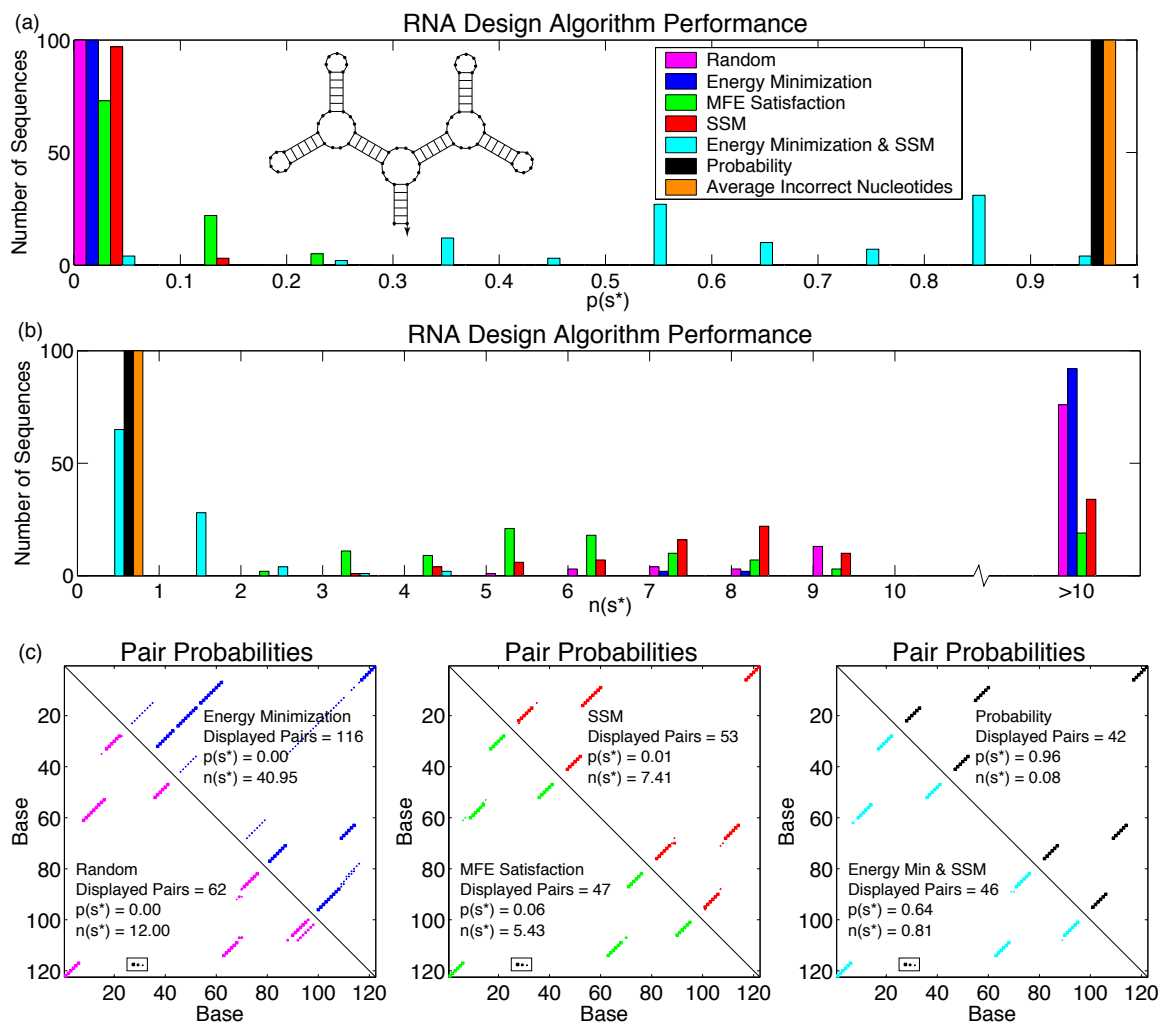 (a)
RNA Design Algorithm Performance
Number of Sequences
100
50
0
Random
Energy Minimization
MFE Satisfaction
SSM
Energy Minimization & SSM
Probability
Average Incorrect Nucleotides
0 0.1 0.2 0.3 0.4 0.5 0.6 0.7 0.8 0.9 1
p(s*)
(b)
RNA Design Algorithm Performance
Number of Sequences
100
50
0
0 1 2 3 4 5 6 7 8 9 10 >10
n(s*)
(c)
Pair Probabilities
Base
20
40
60
80
100
120
Energy Minimization
Displayed Pairs = 116
p(s*) = 0.00
n(s*) = 40.95
Random
Displayed Pairs = 62
p(s*) = 0.00
n(s*) = 12.00
20 40 60 80 100 120
Base
Pair Probabilities
Base
20
40
60
80
100
120
SSM
Displayed Pairs = 53
p(s*) = 0.01
n(s*) = 7.41
MFE Satisfaction
Displayed Pairs = 47
p(s*) = 0.06
n(s*) = 5.43
20 40 60 80 100 120
Base
Pair Probabilities
Base
20
40
60
80
100
120
Probability
Displayed Pairs = 42
p(s*) = 0.96
n(s*) = 0.08
Energy Min & SSM
Displayed Pairs = 46
p(s*) = 0.64
n(s*) = 0.81
20 40 60 80 100 120
Base